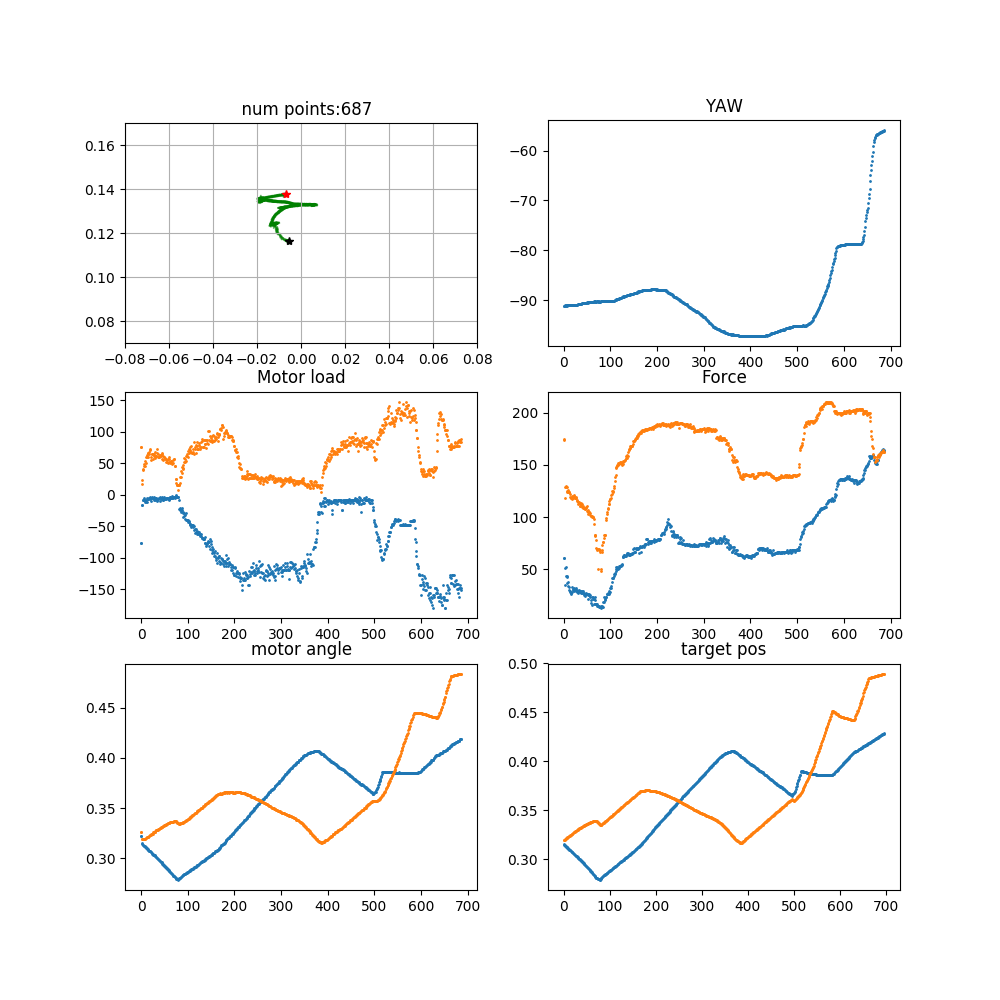 num points:687
0.16
0.14
0.12
0.10
0.08
−0.08 −0.06 −0.04 −0.02 0.00 0.02 0.04 0.06 0.08
YAW
−60
−70
−80
−90
0 100 200 300 400 500 600 700
Motor load
150
100
50
0
−50
−100
−150
0 100 200 300 400 500 600 700
Force
200
150
100
50
0 100 200 300 400 500 600 700
motor angle
0.45
0.40
0.35
0.30
0 100 200 300 400 500 600 700
target pos
0.50
0.45
0.40
0.35
0.30
0 100 200 300 400 500 600 700